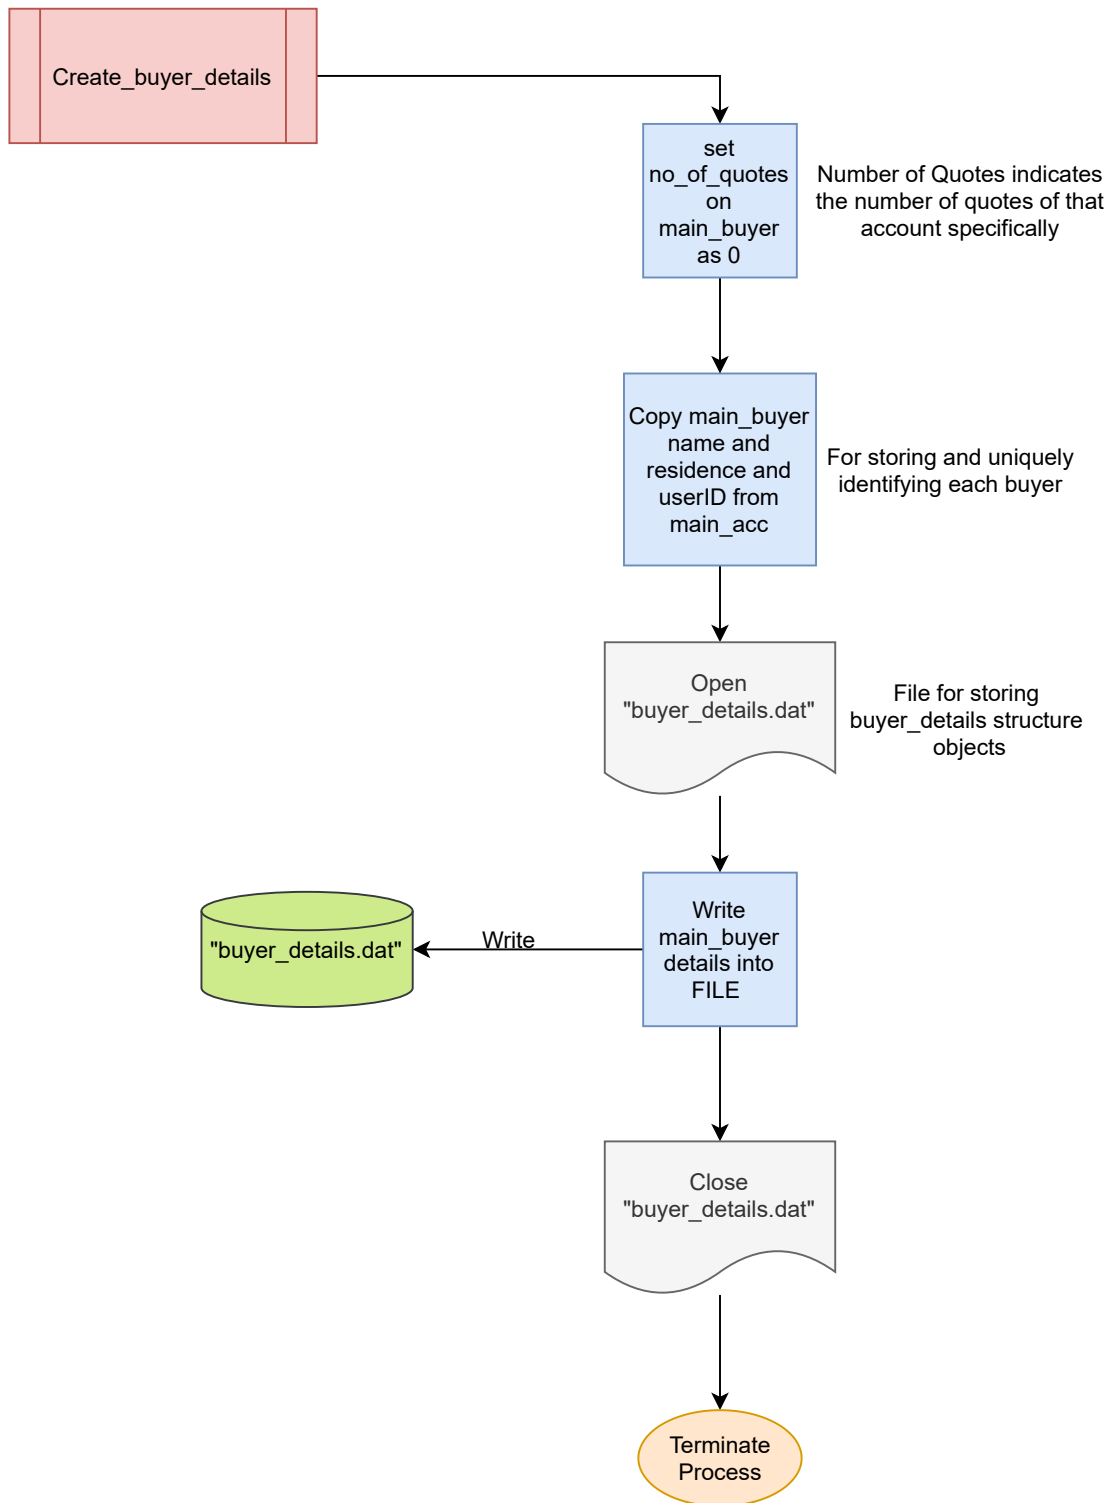 Create_buyer_details
set
no_of_quotes
on
main_buyer
as 0
Number of Quotes indicates
the number of quotes of that
account specifically
Copy main_buyer
name and
residence and
userID from
main_acc
For storing and uniquely
identifying each buyer
Open
"buyer_details.dat"
File for storing
buyer_details structure
objects
Write
main_buyer
details into
FILE
Write
"buyer_details.dat"
Close
"buyer_details.dat"
Terminate
Process